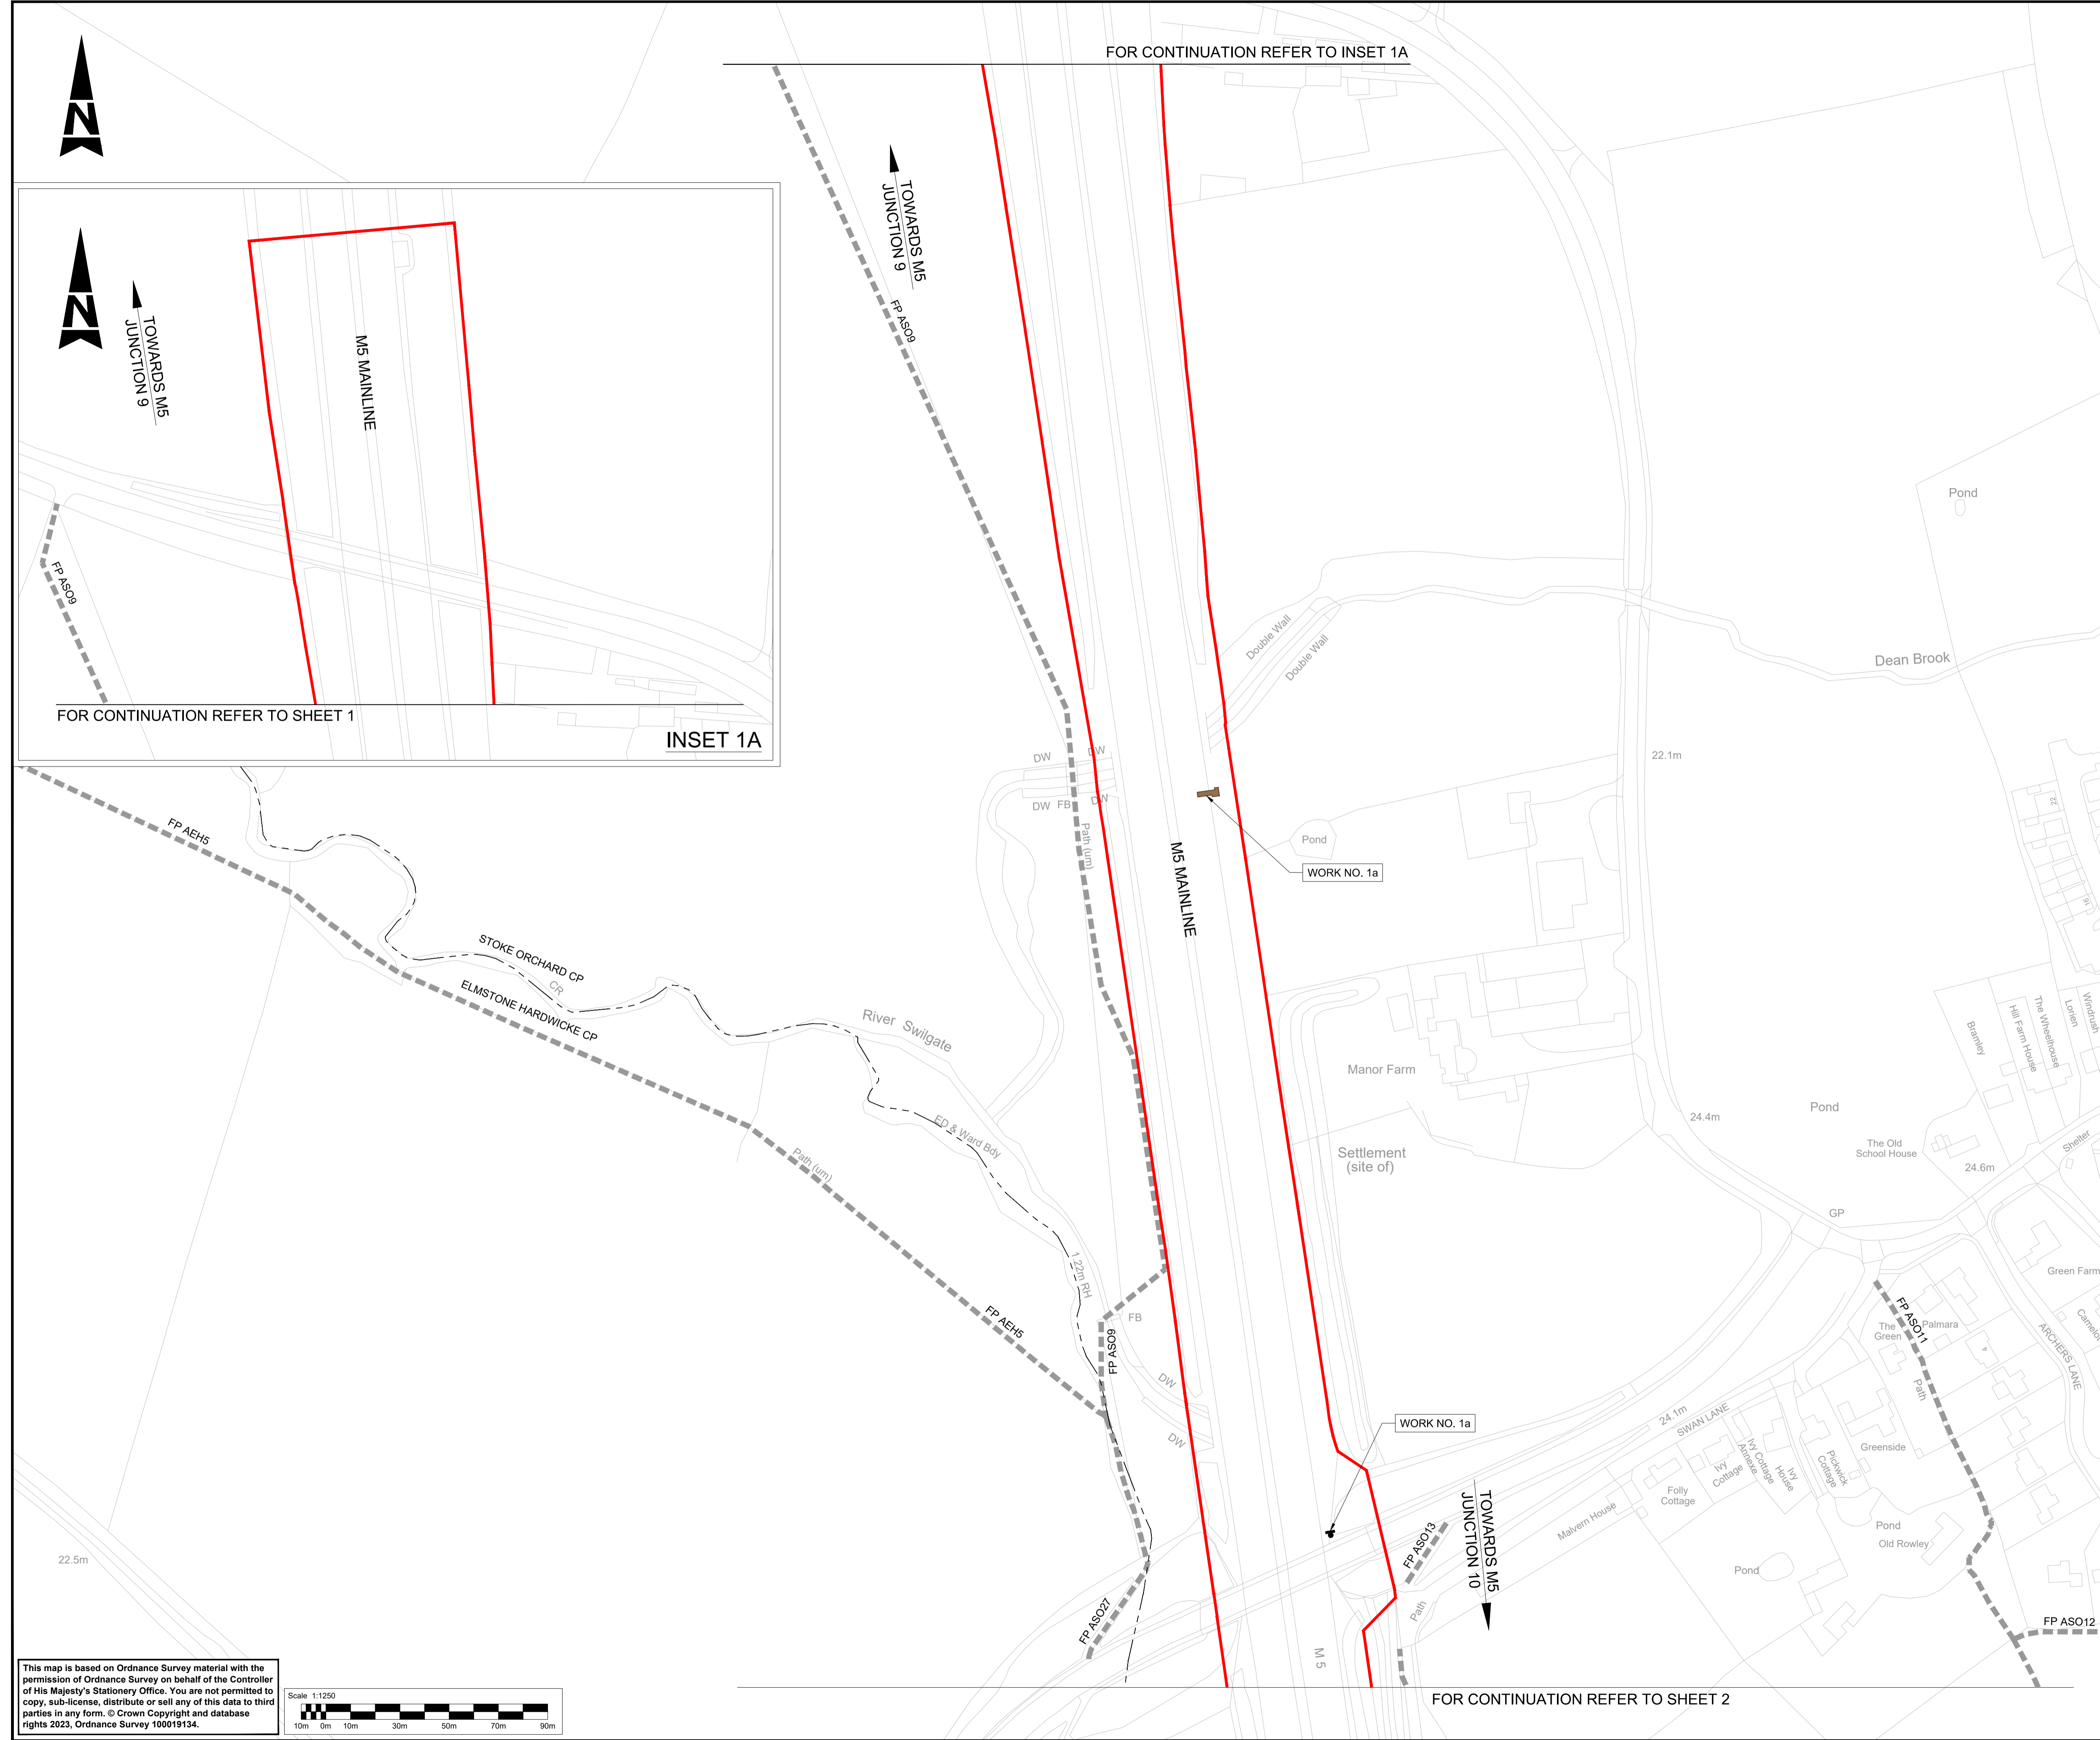 FOR CONTINUATION REFER TO INSET 1A
N
TOWARDS M5
JUNCTION 9
FP ASO9
N
TOWARDS M5
JUNCTION 9
M5 MAINLINE
FP ASO9
FOR CONTINUATION REFER TO SHEET 1
INSET 1A
Pond
Double Wall
Double Wall
Dean Brook
22.1m
DW
DW
DW
FB
DW
Path (um)
Pond
M5 MAINLINE
WORK NO. 1a
22
16
FP AEH5
STOKE ORCHARD CP
CR
ELMSTONE HARDWICKE CP
River Swilgate
Manor Farm
Bramley
Hill Farm House
The Wheelhouse
Lorien
Windrush
ED & Ward Bdy
Path (um)
Settlement
(site of)
24.4m
Pond
The Old
School House
24.6m
Shelter
GP
1.22m RH
Green Farm
FP AEH5
FB
FP ASO9
FP ASO11
The
Green
Palmara
4
Camelot
ARCHERS LANE
Path
DW
DW
WORK NO. 1a
24.1m
SWAN LANE
Ivy
Cottage
Ivy Cottage
Annexe
Ivy
House
Pickwick
Cottage
Greenside
Folly
Cottage
Malvern House
Pond
Old Rowley
Pond
TOWARDS M5
JUNCTION 10
FP ASO13
Path
FP ASO27
FP ASO12
22.5m
M 5
This map is based on Ordnance Survey material with the
permission of Ordnance Survey on behalf of the Controller
of His Majesty's Stationery Office. You are not permitted to
copy, sub-license, distribute or sell any of this data to third
parties in any form. © Crown Copyright and database
rights 2023, Ordnance Survey 100019134.
Scale 1:1250
10m 0m 10m 30m 50m 70m 90m
FOR CONTINUATION REFER TO SHEET 2